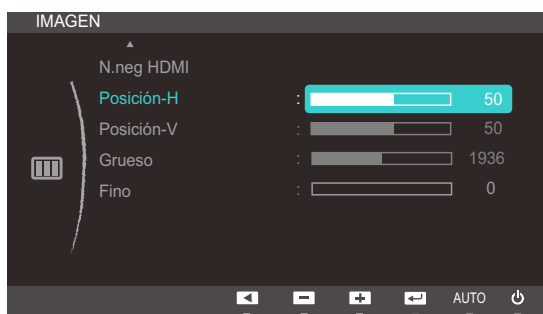 IMAGEN
N.neg HDMI
Posición-H : 50
Posición-V : 50
Grueso : 1936
Fino : 0
AUTO